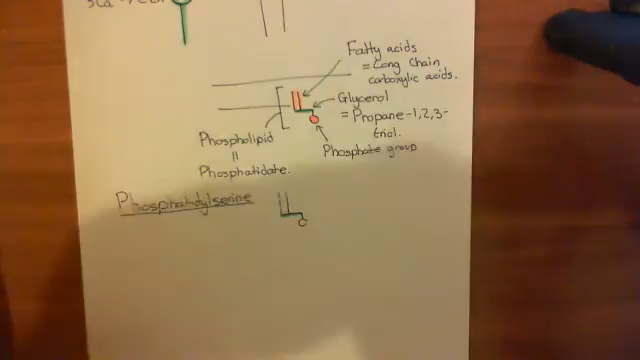 Fatty acids
= Long Chain
carboxylic acids.
Glycerol
= Propane-1,2,3-
triol.
Phosphate group
Phospholipid
=
Phosphatidate.
Phosphatidylserine